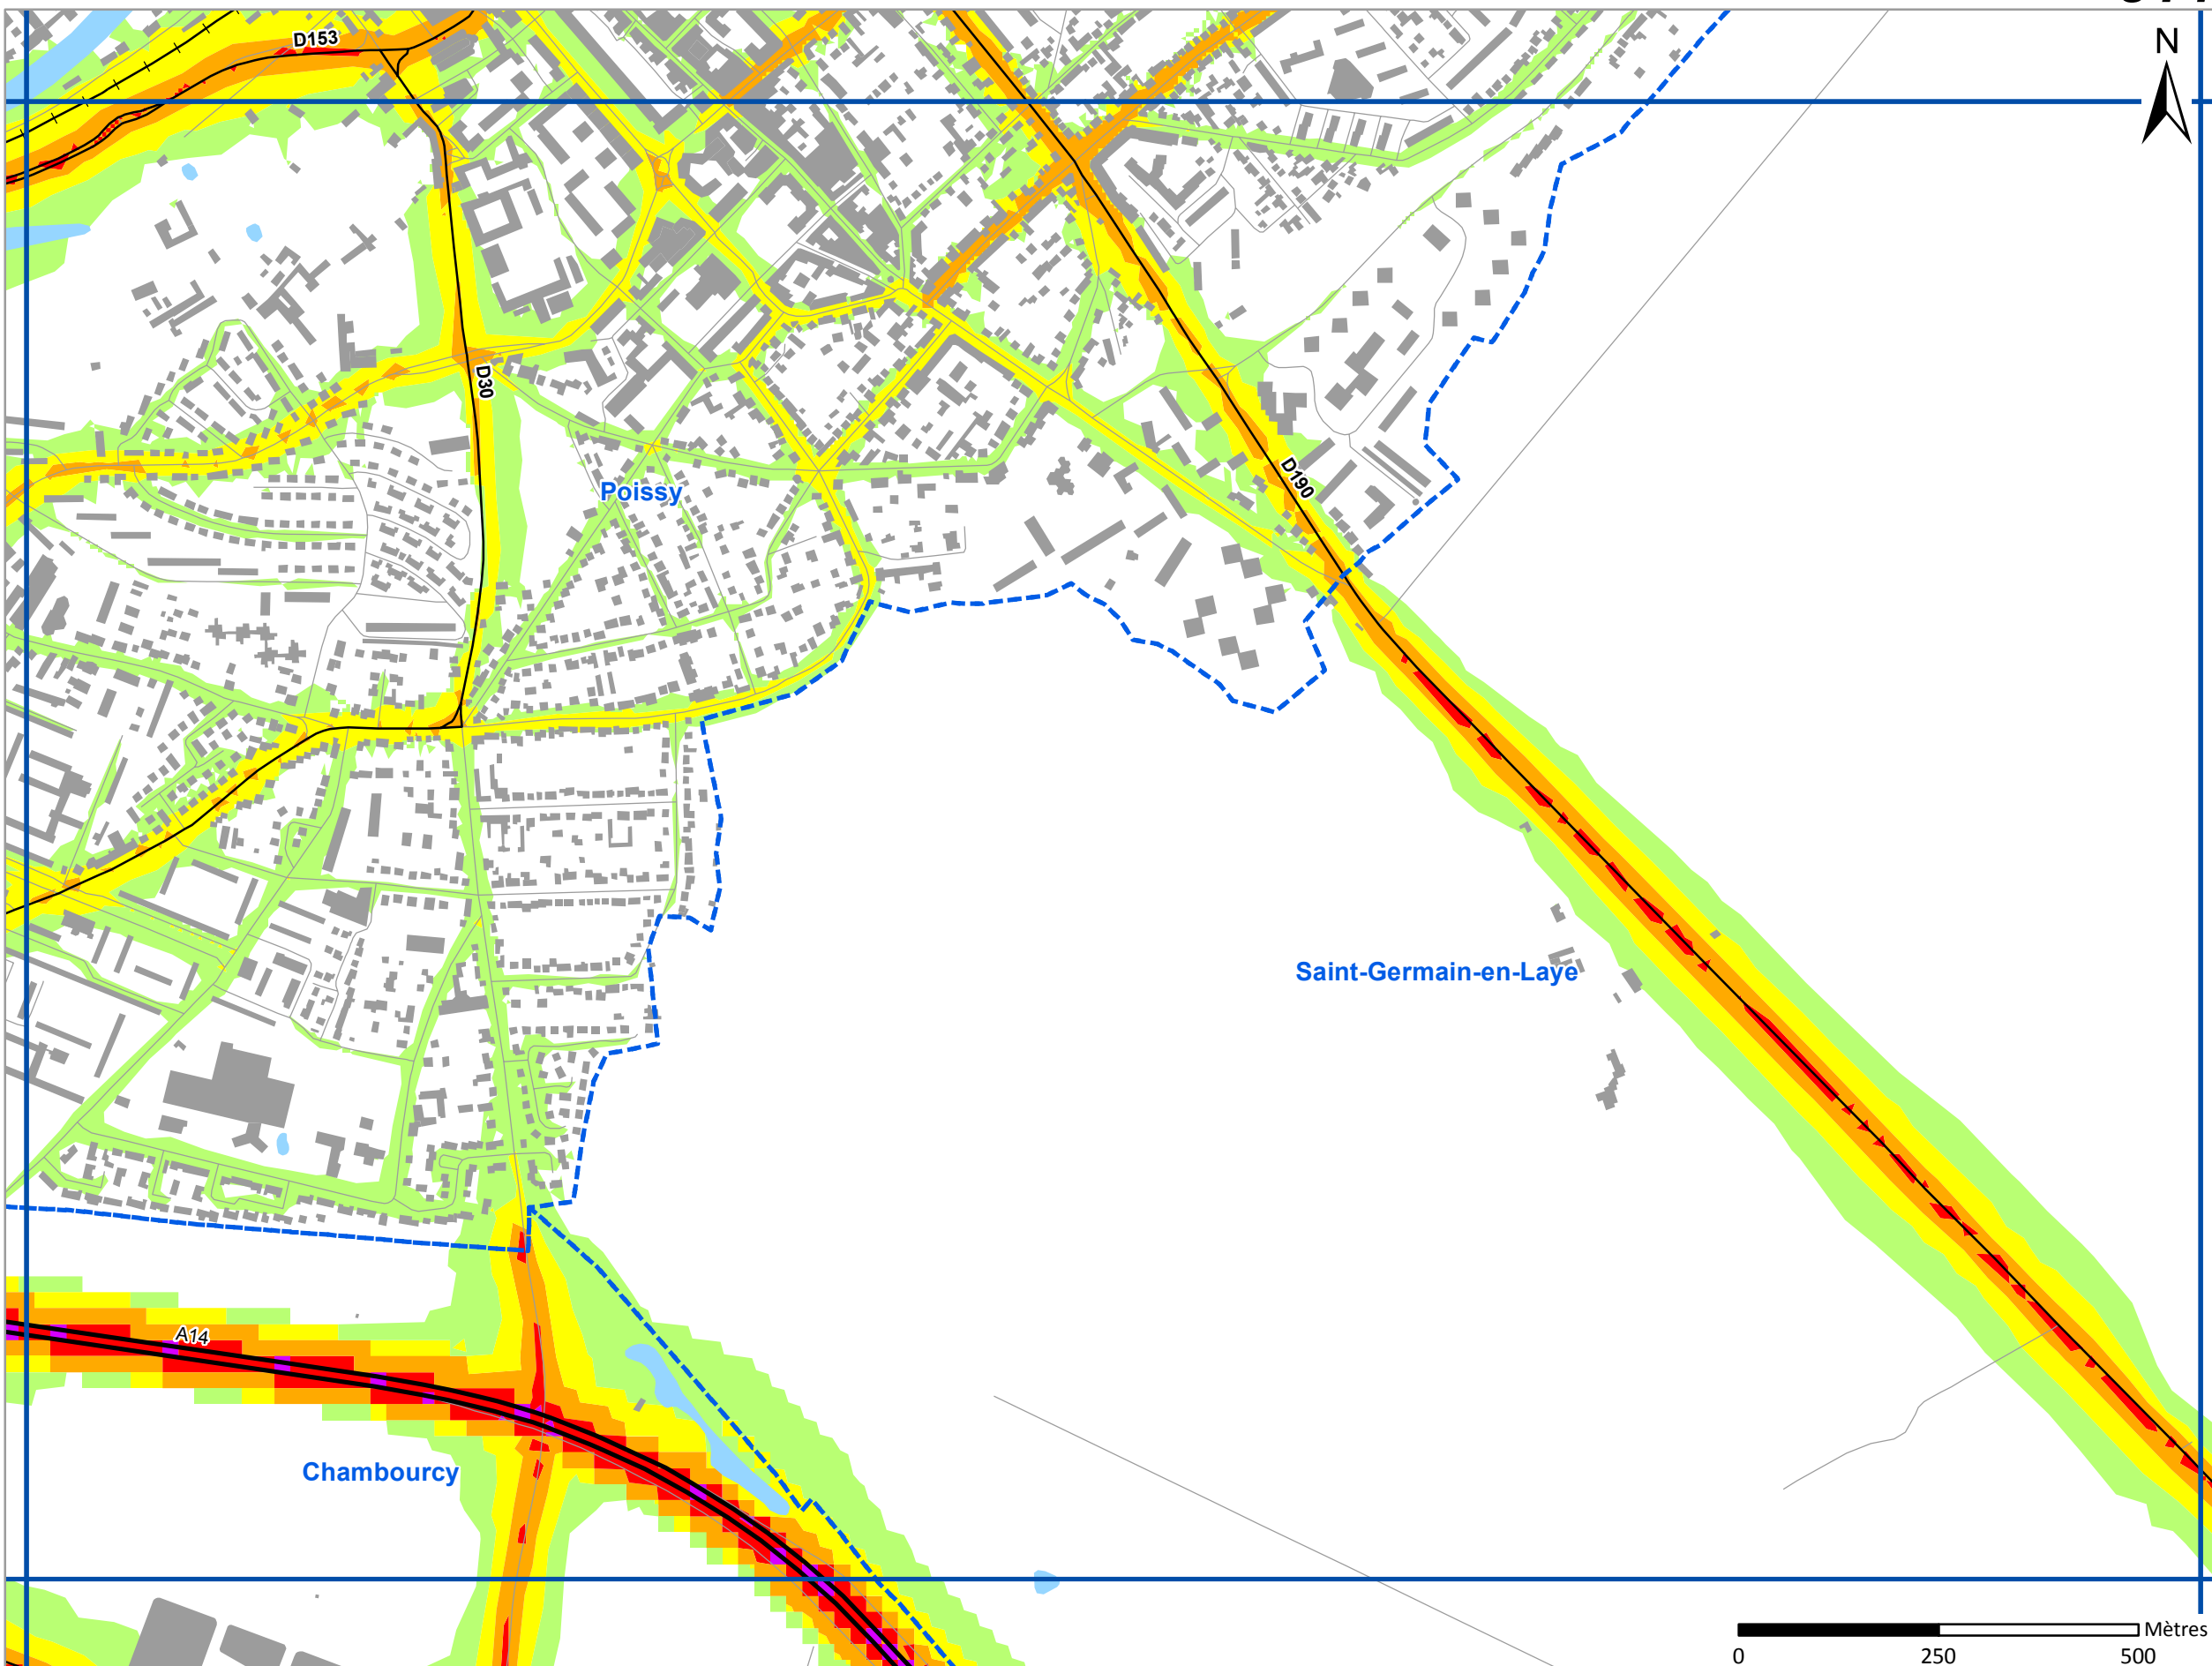 D153
N
D30
D190
Poissy
Saint-Germain-en-Laye
A14
Chambourcy
Mètres
0 250 500